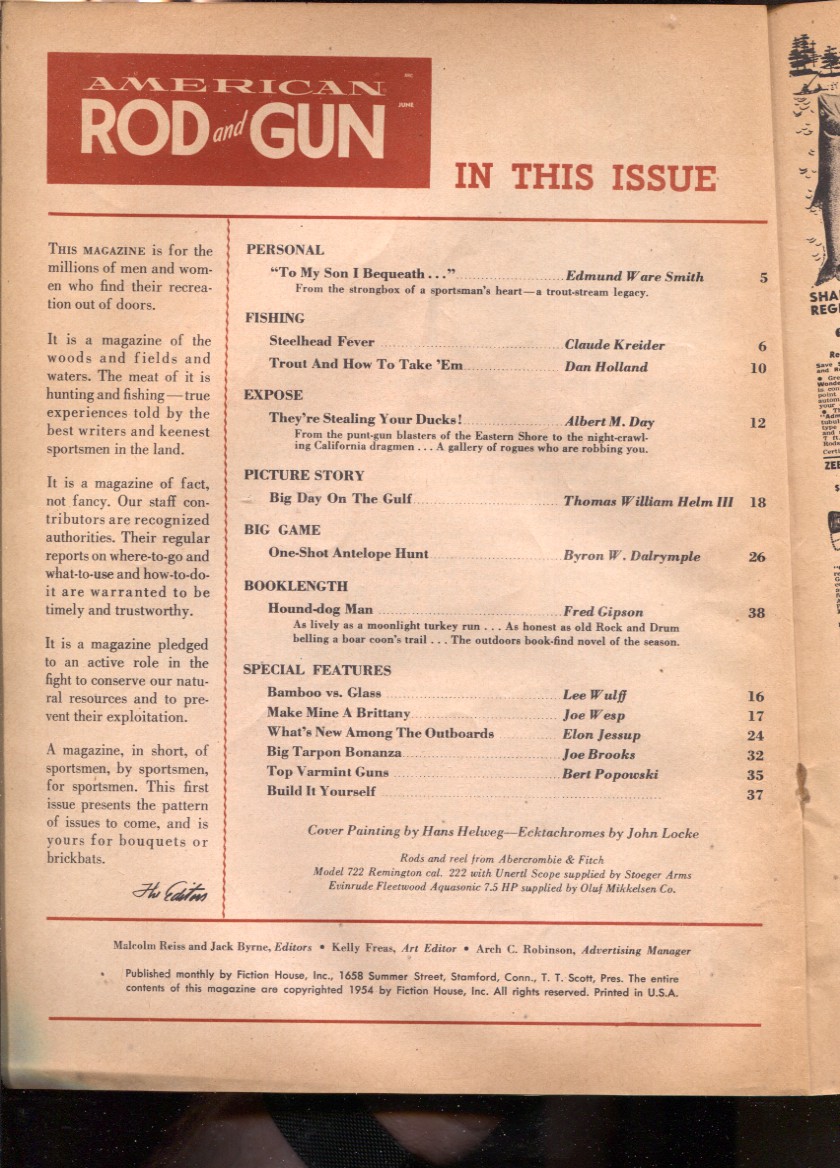 AMERICAN
ROD and GUN
35C
JUNE
IN THIS ISSUE
THIS MAGAZINE is for the
millions of men and wom-
en who find their recrea-
tion out of doors.
It is a magazine of the
woods and fields and
waters. The meat of it is
hunting and fishing—true
experiences told by the
best writers and keenest
sportsmen in the land.
It is a magazine of fact,
not fancy. Our staff con-
tributors are recognized
authorities. Their regular
reports on where-to-go and
what-to-use and how-to-do-
it are warranted to be
timely and trustworthy.
It is a magazine pledged
to an active role in the
fight to conserve our natu-
ral resources and to pre-
vent their exploitation.
A magazine, in short, of
sportsmen, by sportsmen,
for sportsmen. This first
issue presents the pattern
of issues to come, and is
yours for bouquets or
brickbats.
The Editors
PERSONAL
“To My Son I Bequeath . . .” Edmund Ware Smith 5
From the strongbox of a sportsman's heart—a trout-stream legacy.
FISHING
Steelhead Fever Claude Kreider 6
Trout And How To Take 'Em Dan Holland 10
EXPOSE
They're Stealing Your Ducks! Albert M. Day 12
From the punt-gun blasters of the Eastern Shore to the night-crawl-
ing California dragmen . . . A gallery of rogues who are robbing you.
PICTURE STORY
Big Day On The Gulf Thomas William Helm III 18
BIG GAME
One-Shot Antelope Hunt Byron W. Dalrymple 26
BOOKLENGTH
Hound-dog Man Fred Gipson 38
As lively as a moonlight turkey run . . . As honest as old Rock and Drum
belling a boar coon's trail . . . The outdoors book-find novel of the season.
SPECIAL FEATURES
Bamboo vs. Glass Lee Wulff 16
Make Mine A Brittany Joe Wesp 17
What's New Among The Outboards Elon Jessup 24
Big Tarpon Bonanza Joe Brooks 32
Top Varmint Guns Bert Popowski 35
Build It Yourself 37
Cover Painting by Hans Helweg—Ecktachromes by John Locke
Rods and reel from Abercrombie & Fitch
Model 722 Remington cal. 222 with Unertl Scope supplied by Stoeger Arms
Evinrude Fleetwood Aquasonic 7.5 HP supplied by Oluf Mikkelsen Co.
Malcolm Reiss and Jack Byrne, Editors • Kelly Freas, Art Editor • Arch C. Robinson, Advertising Manager
Published monthly by Fiction House, Inc., 1658 Summer Street, Stamford, Conn., T. T. Scott, Pres. The entire
contents of this magazine are copyrighted 1954 by Fiction House, Inc. All rights reserved. Printed in U.S.A.
SHA
REG